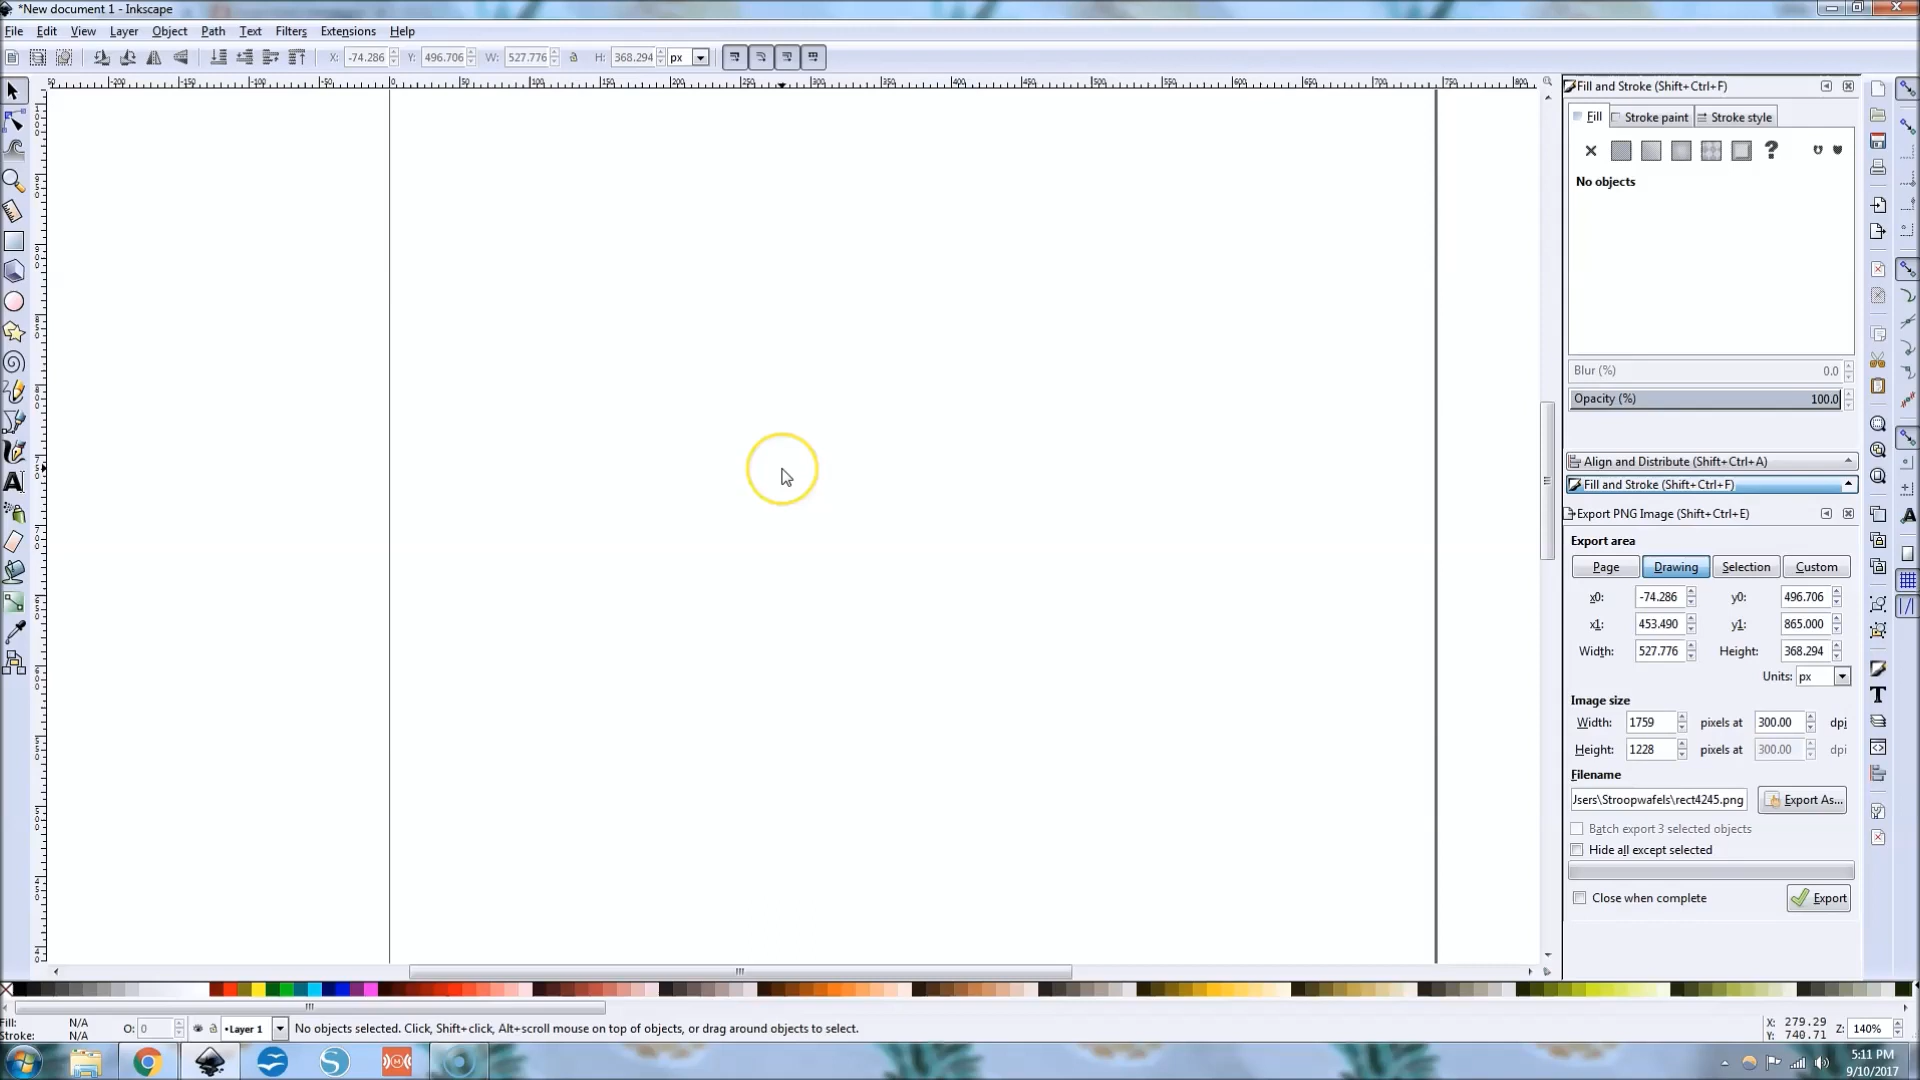 *New document 1 - Inkscape
File Edit View Layer Object Path Text Filters Extensions Help
X: -74.286 Y: 496.706 W: 527.776 H: 368.294 px
Fill and Stroke (Shift+Ctrl+F)
Fill Stroke paint Stroke style
No objects
Blur (%) 0.0
Opacity (%) 100.0
Align and Distribute (Shift+Ctrl+A)
Fill and Stroke (Shift+Ctrl+F)
Export PNG Image (Shift+Ctrl+E)
Export area
Page Drawing Selection Custom
x0: -74.286 y0: 496.706
x1: 453.490 y1: 865.000
Width: 527.776 Height: 368.294
Units: px
Image size
Width: 1759 pixels at 300.00 dpi
Height: 1228 pixels at 300.00 dpi
Filename
Jsers\Stroopwafels\rect4245.png Export As...
Batch export 3 selected objects
Hide all except selected
Close when complete Export
Fill: N/A O: 0 Layer 1 No objects selected. Click, Shift+click, Alt+scroll mouse on top of objects, or drag around objects to select. X: 279.29 Z: 140%
Stroke: N/A Y: 740.71
5:11 PM
9/10/2017